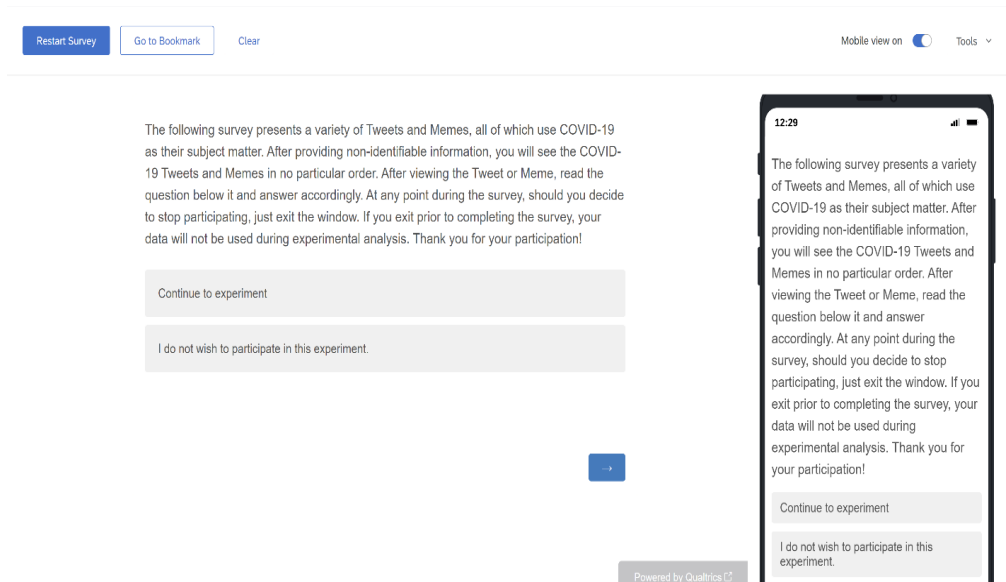 Restart Survey
Go to Bookmark
Clear
Mobile view on
Tools
The following survey presents a variety of Tweets and Memes, all of which use COVID-19
as their subject matter. After providing non-identifiable information, you will see the COVID-
19 Tweets and Memes in no particular order. After viewing the Tweet or Meme, read the
question below it and answer accordingly. At any point during the survey, should you decide
to stop participating, just exit the window. If you exit prior to completing the survey, your
data will not be used during experimental analysis. Thank you for your participation!
Continue to experiment
I do not wish to participate in this experiment.
→
Powered by Qualtrics
12:29
The following survey presents a variety
of Tweets and Memes, all of which use
COVID-19 as their subject matter. After
providing non-identifiable information,
you will see the COVID-19 Tweets and
Memes in no particular order. After
viewing the Tweet or Meme, read the
question below it and answer
accordingly. At any point during the
survey, should you decide to stop
participating, just exit the window. If you
exit prior to completing the survey, your
data will not be used during
experimental analysis. Thank you for
your participation!
Continue to experiment
I do not wish to participate in this
experiment.